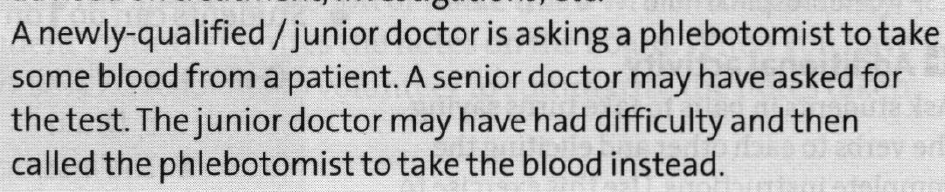 A newly-qualified / junior doctor is asking a phlebotomist to take
some blood from a patient. A senior doctor may have asked for
the test. The junior doctor may have had difficulty and then
called the phlebotomist to take the blood instead.